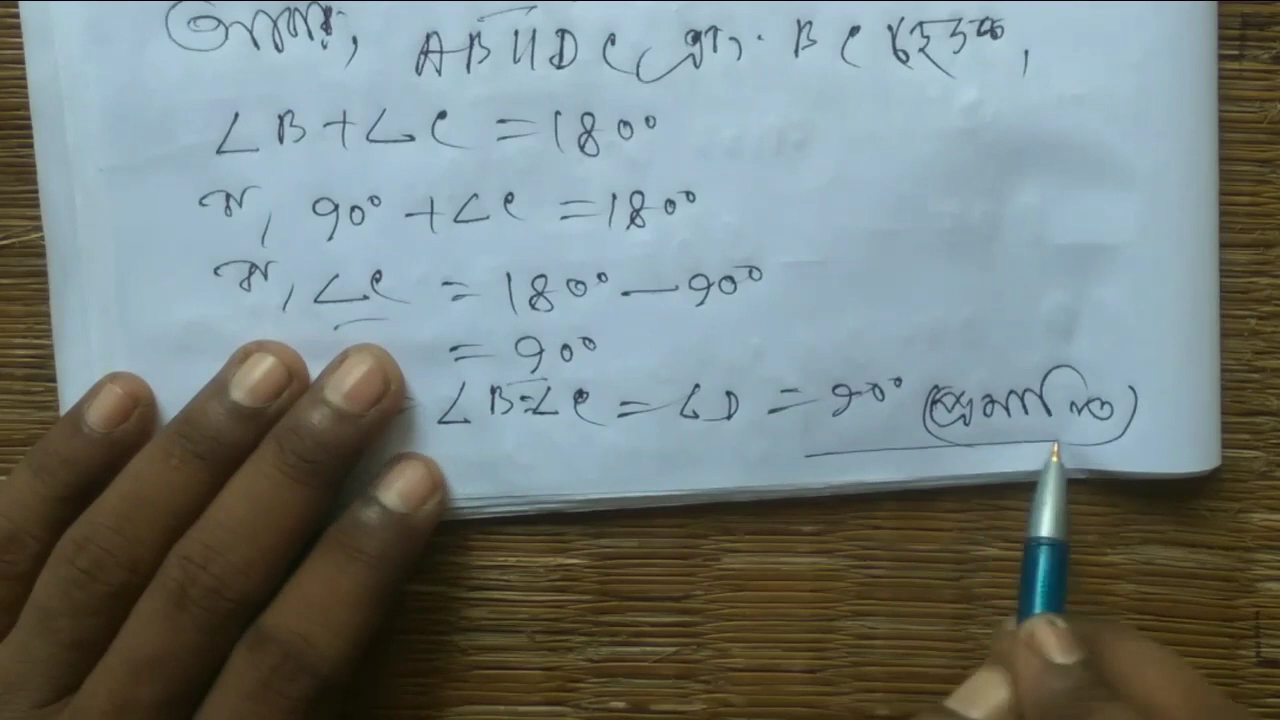 আবার, AB || DC এবং BC ছেদক,
∠B + ∠C = 180°
বা, 90° + ∠C = 180°
বা, ∠C = 180° - 90°
= 90°
∠B = ∠C = ∠D = 90° (প্রমাণিত)